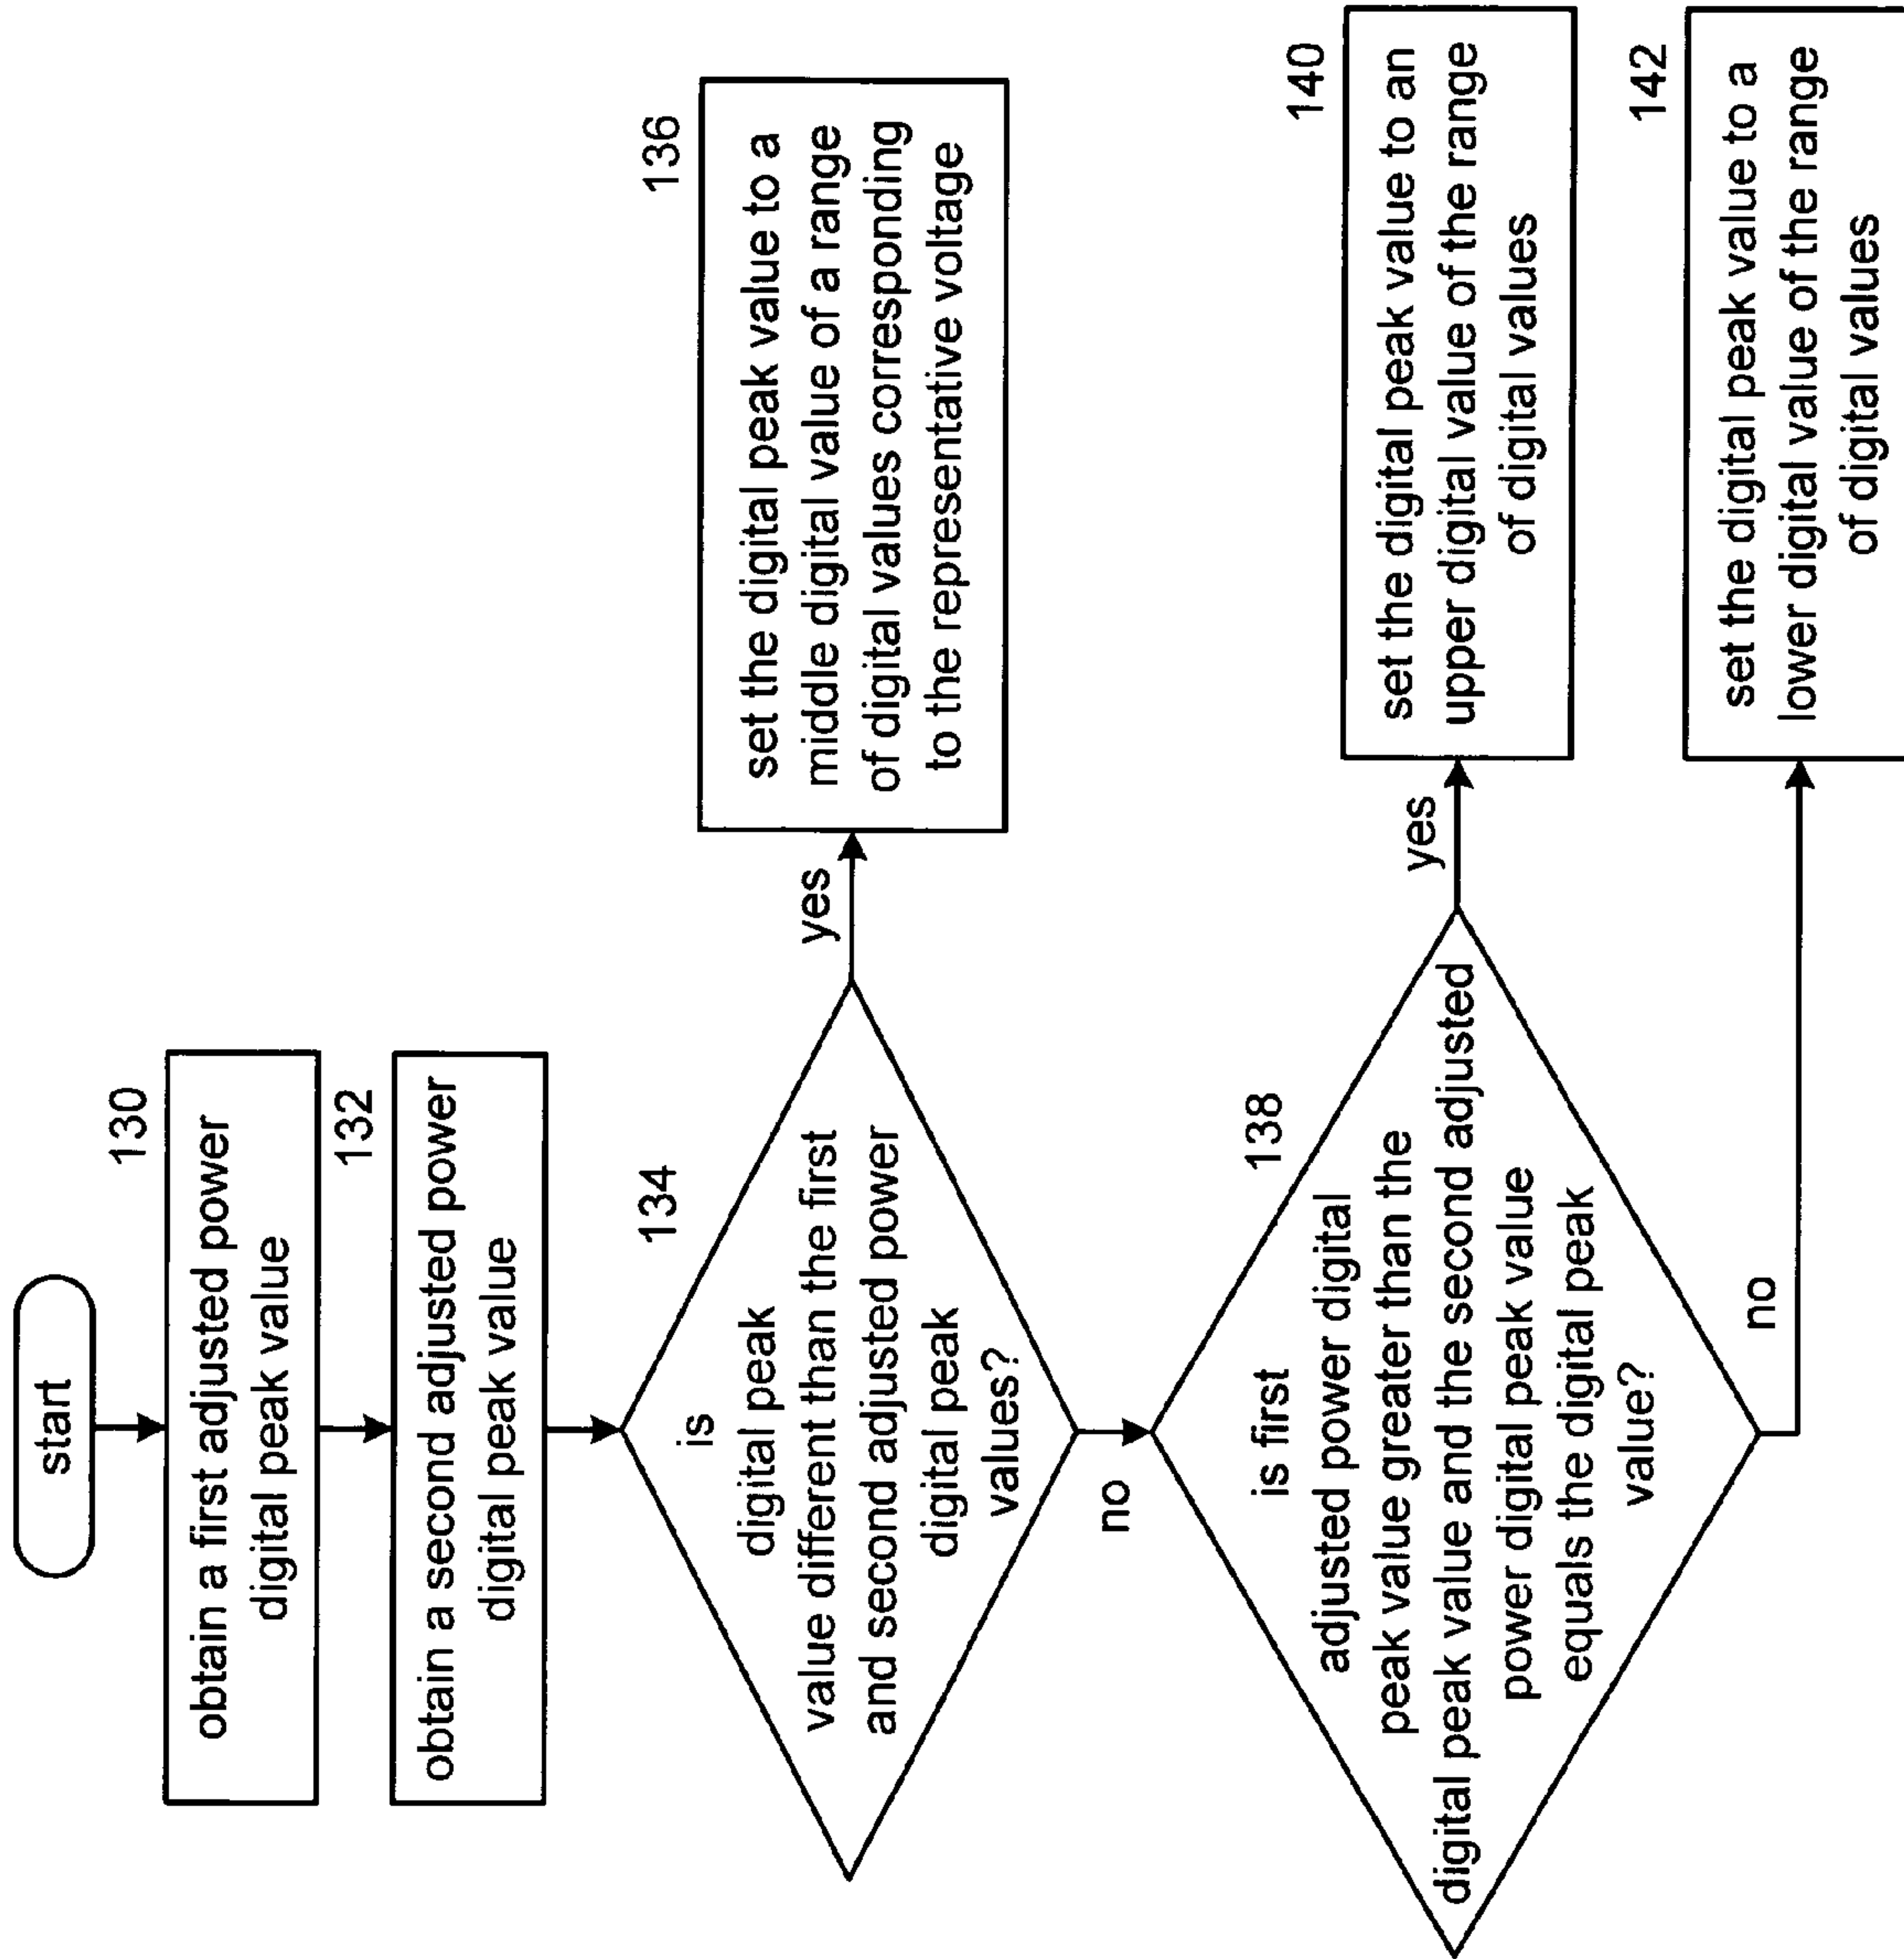 start
130
obtain a first adjusted power
digital peak value
132
obtain a second adjusted power
digital peak value
134
is
digital peak
value different than the first
and second adjusted power
digital peak
values?
yes
136
set the digital peak value to a
middle digital value of a range
of digital values corresponding
to the representative voltage
no
138
is first
adjusted power digital
peak value greater than the
digital peak value and the second adjusted
power digital peak value
equals the digital peak
value?
yes
140
set the digital peak value to an
upper digital value of the range
of digital values
no
142
set the digital peak value to a
lower digital value of the range
of digital values